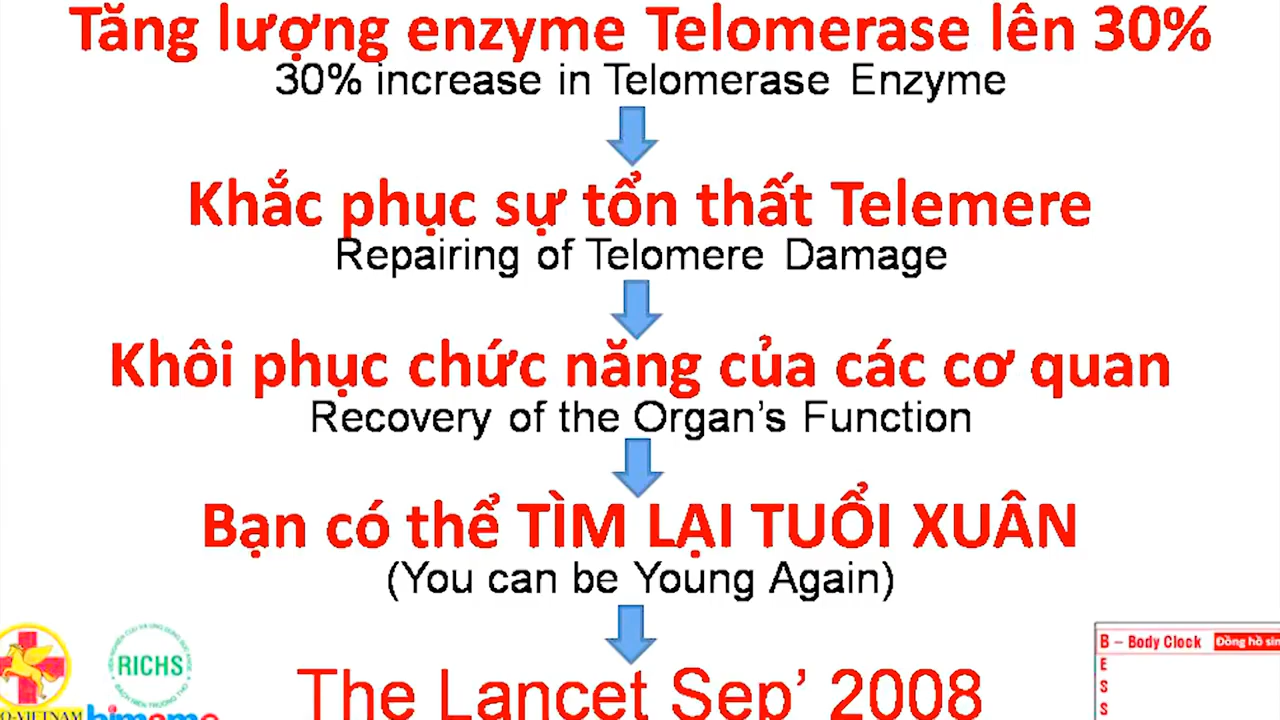 Tăng lượng enzyme Telomerase lên 30%
30% increase in Telomerase Enzyme
Khắc phục sự tổn thất Telemere
Repairing of Telomere Damage
Khôi phục chức năng của các cơ quan
Recovery of the Organ's Function
Bạn có thể TÌM LẠI TUỔI XUÂN
(You can be Young Again)
The Lancet Sep' 2008
RICHS
B – Body Clock Đồng hồ sin
E
S
S